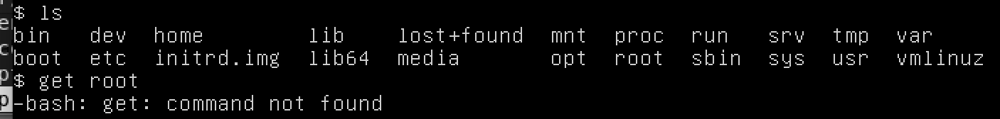 $ ls
bin dev home lib lost+found mnt proc run srv tmp var
boot etc initrd.img lib64 media opt root sbin sys usr vmlinuz
$ get root
-bash: get: command not found